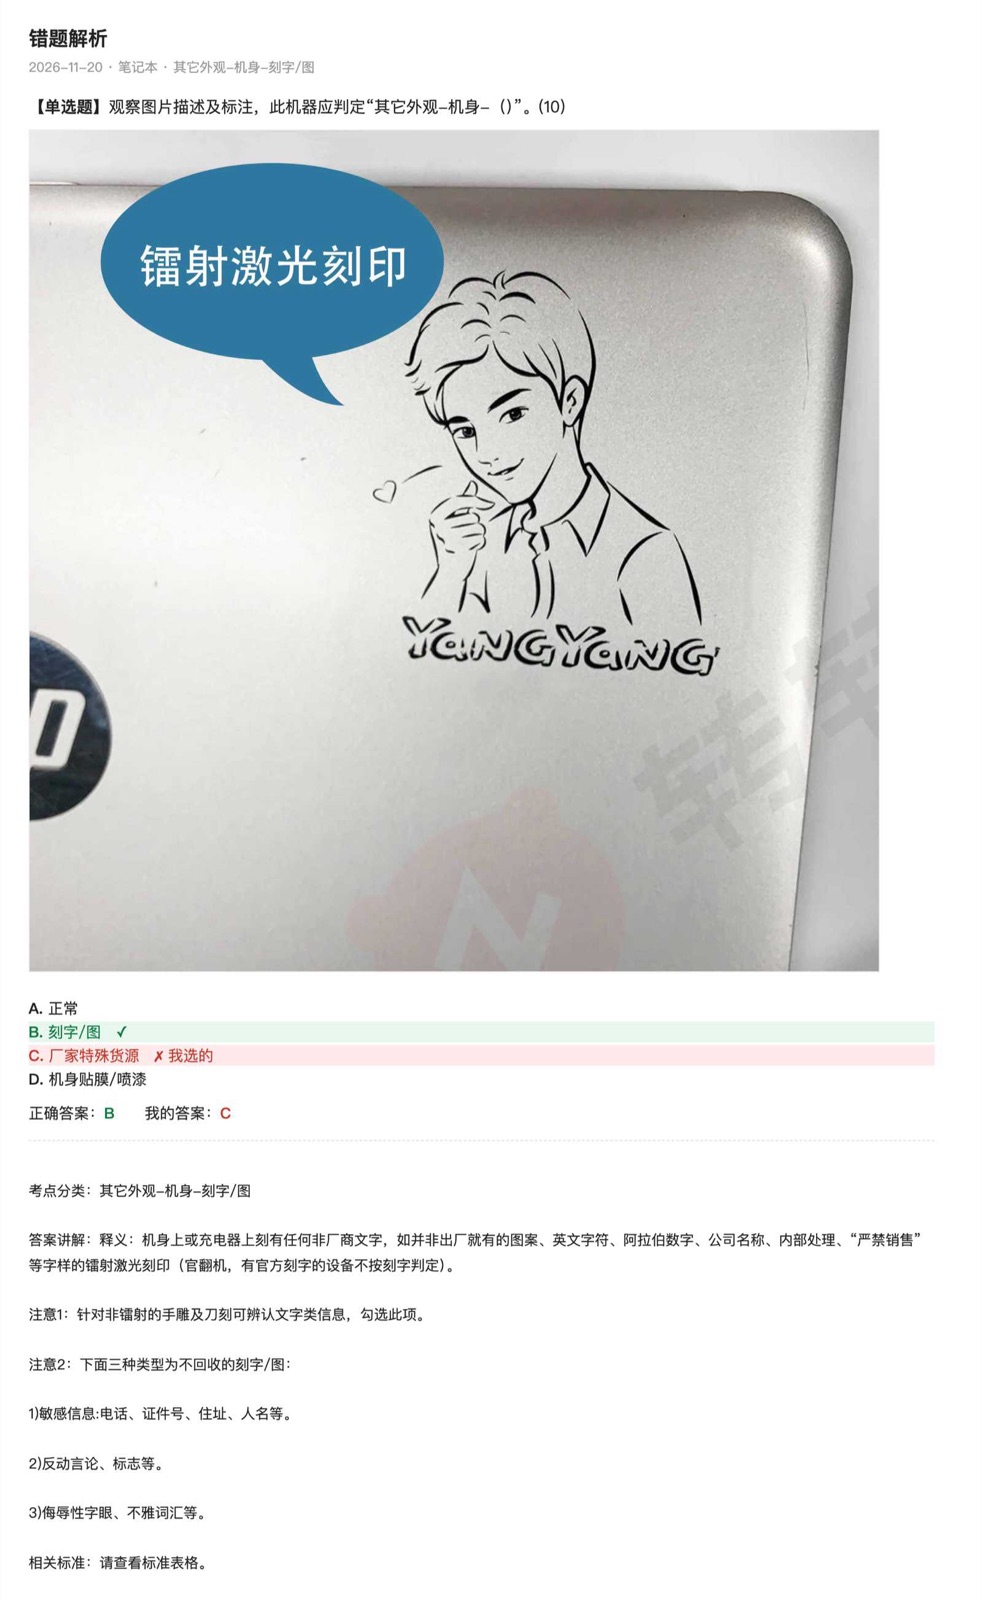 错题解析
2026-11-20 · 笔记本 · 其它外观-机身-刻字/图
【单选题】观察图片描述及标注，此机器应判定“其它外观-机身-（）”。(10)
镭射激光刻印
YANGYANG
转转
A. 正常
B. 刻字/图 ✓
C. 厂家特殊货源 ✗ 我选的
D. 机身贴膜/喷漆
正确答案：B 我的答案：C
考点分类：其它外观-机身-刻字/图
答案讲解：释义：机身上或充电器上刻有任何非厂商文字，如并非出厂就有的图案、英文字符、阿拉伯数字、公司名称、内部处理、“严禁销售”
等字样的镭射激光刻印（官翻机，有官方刻字的设备不按刻字判定）。
注意1：针对非镭射的手雕及刀刻可辨认文字类信息，勾选此项。
注意2：下面三种类型为不回收的刻字/图：
1)敏感信息:电话、证件号、住址、人名等。
2)反动言论、标志等。
3)侮辱性字眼、不雅词汇等。
相关标准：请查看标准表格。